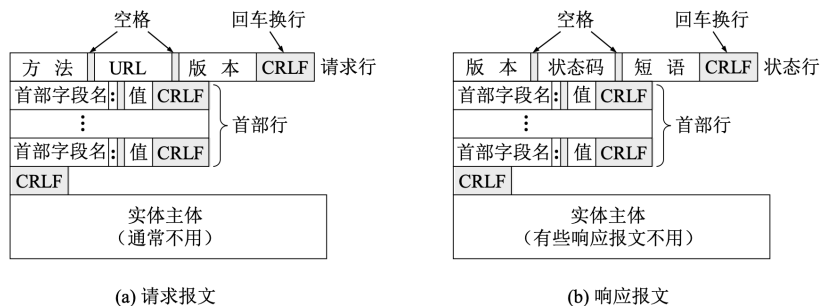 空格 回车换行
方 法 URL 版 本 CRLF 请求行
首部字段名: 值 CRLF
⋮
首部字段名: 值 CRLF
首部行
CRLF
实体主体
（通常不用）
(a) 请求报文
空格 回车换行
版 本 状态码 短 语 CRLF 状态行
首部字段名: 值 CRLF
⋮
首部字段名: 值 CRLF
首部行
CRLF
实体主体
（有些响应报文不用）
(b) 响应报文